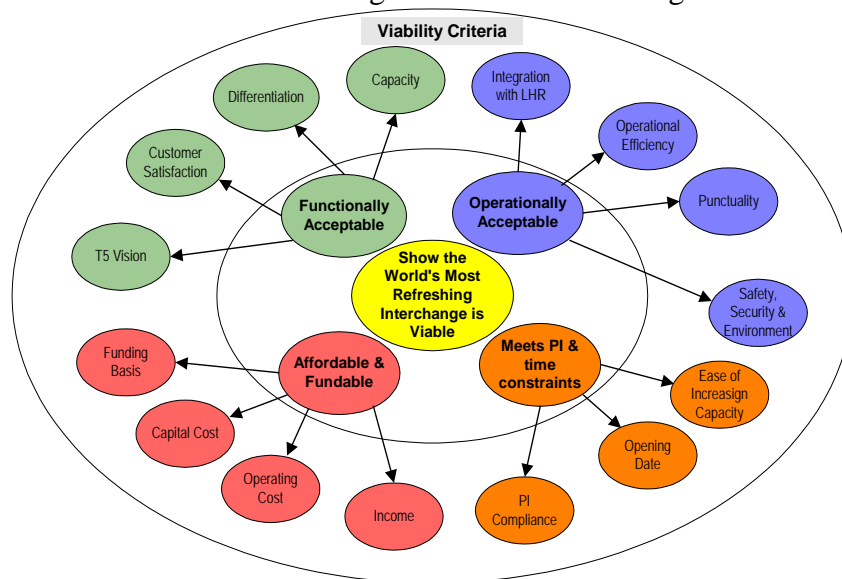 Viability Criteria
Capacity
Differentiation
Customer
Satisfaction
T5 Vision
Functionally
Acceptable
Integration
with LHR
Operational
Efficiency
Punctuality
Safety,
Security &
Environment
Operationally
Acceptable
Show the
World's Most
Refreshing
Interchange is
Viable
Affordable &
Fundable
Funding
Basis
Capital Cost
Operating
Cost
Income
Meets PI &
time
constraints
Ease of
Increasign
Capacity
Opening
Date
PI
Compliance